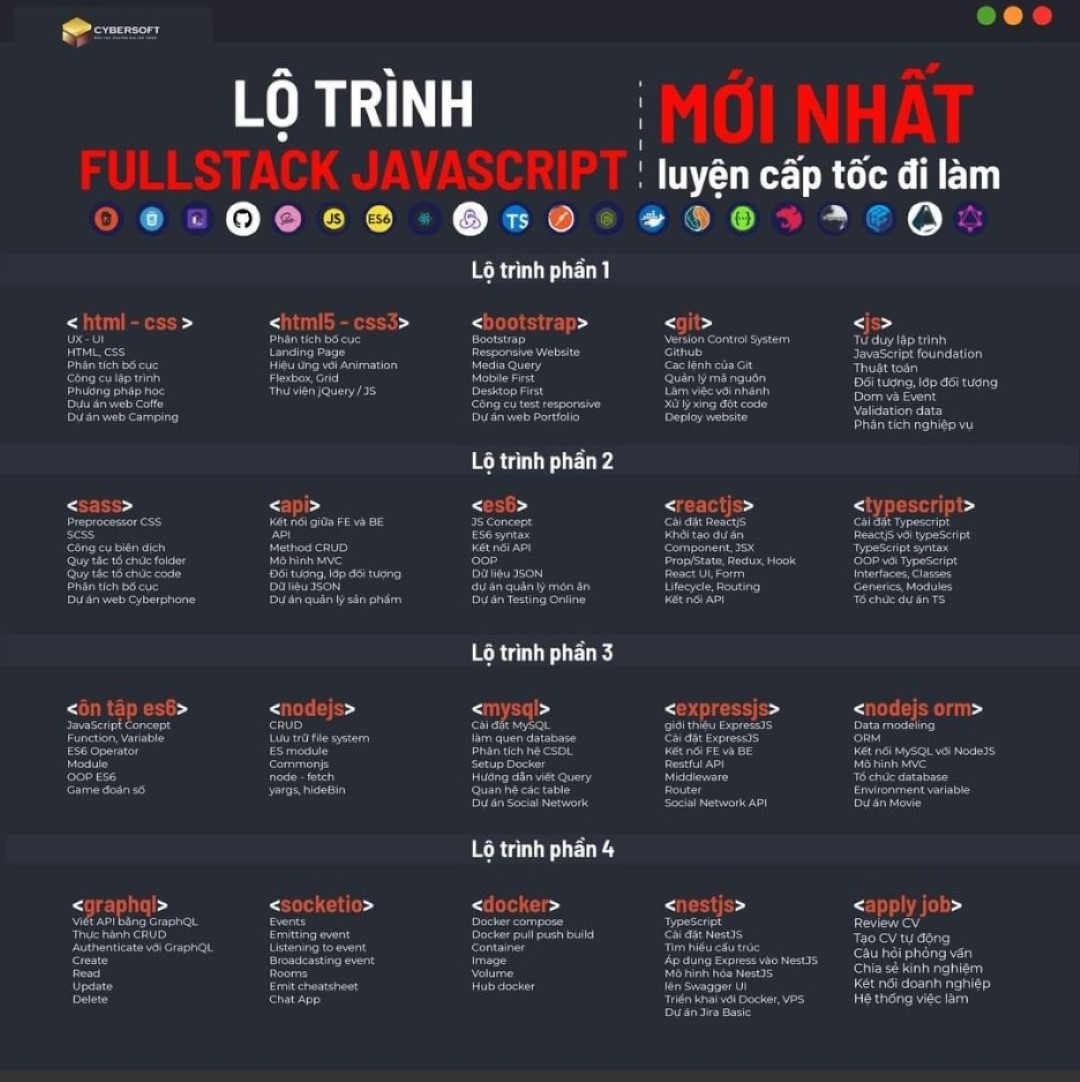 CYBERSOFT
LỘ TRÌNH
FULLSTACK JAVASCRIPT
MỚI NHẤT
luyện cấp tốc đi làm
JS
ES6
TS
Lộ trình phần 1
< html - css >
UX - UI
HTML, CSS
Phân tích bố cục
Công cụ lập trình
Phương pháp học
Dựu án web Coffe
Dự án web Camping
<html5 - css3>
Phân tích bố cục
Landing Page
Hiệu ứng với Animation
Flexbox, Grid
Thư viện jQuery / JS
<bootstrap>
Bootstrap
Responsive Website
Media Query
Mobile First
Desktop First
Công cu test responsive
Dự án web Portfolio
<git>
Version Control System
Github
Cac lệnh của Git
Quản lý mã nguồn
Làm việc với nhánh
Xử lý xing đột code
Deploy website
<js>
Tư duy lập trình
JavaScript foundation
Thuật toán
Đối tượng, lớp đối tượng
Dom và Event
Validation data
Phân tích nghiệp vụ
Lộ trình phần 2
<sass>
Preprocessor CSS
SCSS
Công cụ biên dịch
Quy tắc tổ chức folder
Quy tắc tổ chức code
Phân tích bố cục
Dự án web Cyberphone
<api>
Kết nối giữa FE và BE
API
Method CRUD
Mô hình MVC
Đối tượng, lớp đối tượng
Dữ liệu JSON
Dự án quản lý sản phẩm
<es6>
JS Concept
ES6 syntax
Kết nối API
OOP
Dữ liệu JSON
dự án quản lý món ăn
Dự án Testing Online
<reactjs>
Cài đặt ReactJS
Khởi tạo dự án
Component, JSX
Prop/State, Redux, Hook
React UI, Form
Lifecycle, Routing
Kết nối API
<typescript>
Cài đặt Typescript
ReactJS với typeScript
TypeScript syntax
OOP với TypeScript
Interfaces, Classes
Generics, Modules
Tổ chức dự án TS
Lộ trình phần 3
<ôn tập es6>
JavaScript Concept
Function, Variable
ES6 Operator
Module
OOP ES6
Game đoán số
<nodejs>
CRUD
Lưu trữ file system
ES module
Commonjs
node - fetch
yargs, hideBin
<mysql>
Cài đặt MySQL
làm quen database
Phân tích hệ CSDL
Setup Docker
Hướng dẫn viết Query
Quan hệ các table
Dự án Social Network
<expressjs>
giới thiệu ExpressJS
Cài đặt ExpressJS
Kết nối FE và BE
Restful API
Middleware
Router
Social Network API
<nodejs orm>
Data modeling
ORM
Kết nối MySQL với NodeJS
Mô hình MVC
Tổ chức database
Environment variable
Dự án Movie
Lộ trình phần 4
<graphql>
Viết API bằng GraphQL
Thực hành CRUD
Authenticate với GraphQL
Create
Read
Update
Delete
<socketio>
Events
Emitting event
Listening to event
Broadcasting event
Rooms
Emit cheatsheet
Chat App
<docker>
Docker compose
Docker pull push build
Container
Image
Volume
Hub docker
<nestjs>
TypeScript
Cài đặt NestJS
Tìm hiểu cấu trúc
Áp dụng Express vào NestJS
Mô hình hóa NestJS
lên Swagger UI
Triển khai với Docker, VPS
Dự án Jira Basic
<apply job>
Review CV
Tạo CV tự động
Câu hỏi phỏng vấn
Chia sẻ kinh nghiệm
Két nối doanh nghiệp
Hệ thống việc làm